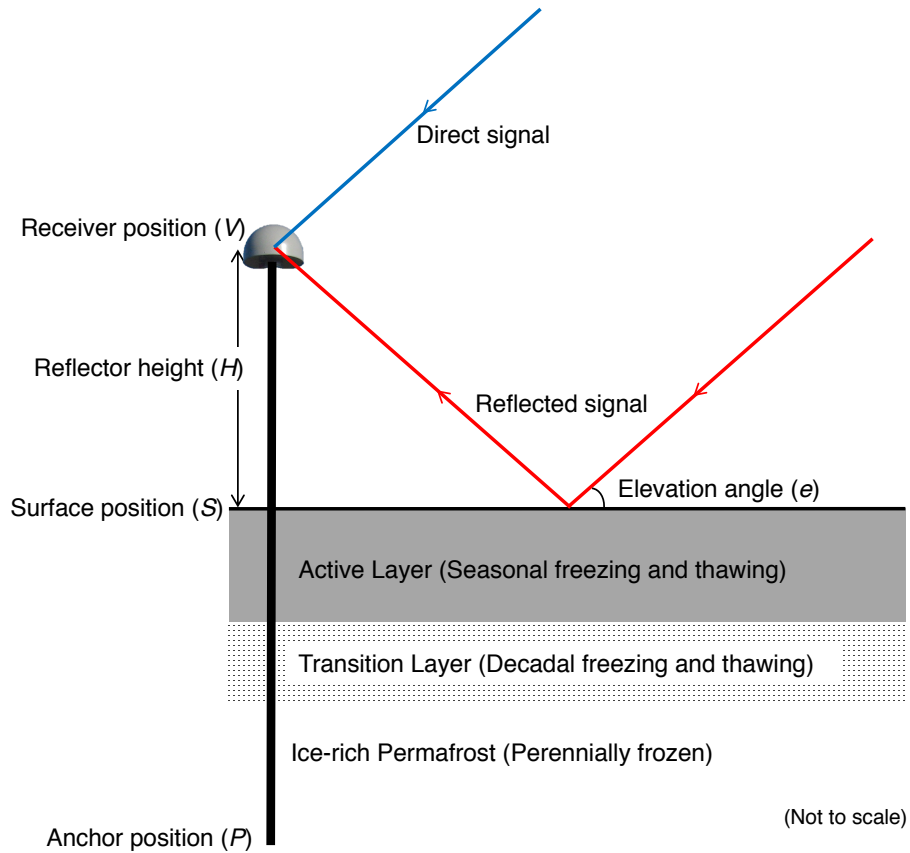 Direct signal
Receiver position (V)
Reflector height (H)
Reflected signal
Elevation angle (e)
Surface position (S)
Active Layer (Seasonal freezing and thawing)
Transition Layer (Decadal freezing and thawing)
Ice-rich Permafrost (Perennially frozen)
(Not to scale)
Anchor position (P)